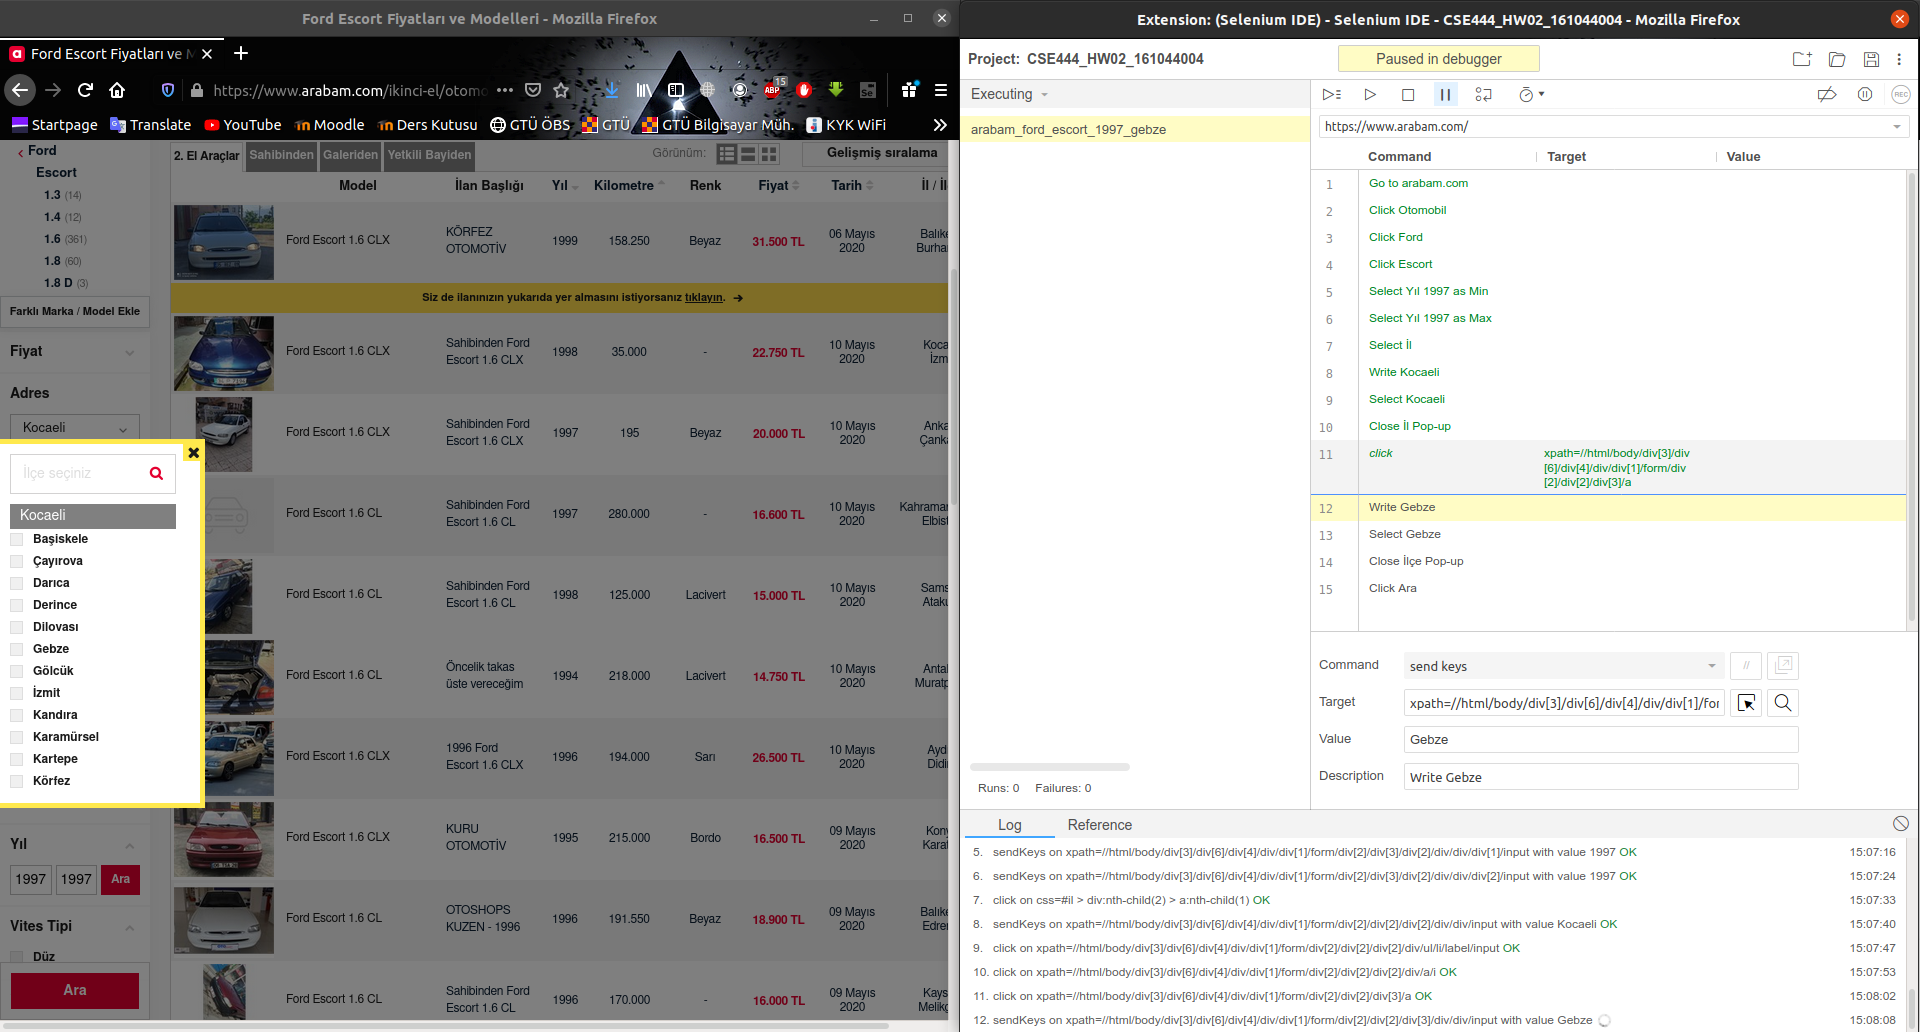 Ford Escort Fiyatları ve Modelleri - Mozilla Firefox
Ford Escort Fiyatları ve M
https://www.arabam.com/ikinci-el/otomo
15
ABP
Se
Startpage Translate YouTube Moodle Ders Kutusu GTÜ ÖBS GTÜ GTÜ Bilgisayar Müh. KYK WiFi
Ford
Escort
1.3 (14)
1.4 (12)
1.6 (361)
1.8 (60)
1.8 D (3)
Farklı Marka / Model Ekle
Fiyat
Adres
Kocaeli
İlçe seçiniz
Kocaeli
Başiskele
Çayırova
Darıca
Derince
Dilovası
Gebze
Gölcük
İzmit
Kandıra
Karamürsel
Kartepe
Körfez
Yıl
1997 1997 Ara
Vites Tipi
Düz
Ara
2. El Araçlar Sahibinden Galeriden Yetkili Bayiden Görünüm: Gelişmiş sıralama
Model İlan Başlığı Yıl Kilometre Renk Fiyat Tarih İl / İl
Ford Escort 1.6 CLX KÖRFEZ OTOMOTİV 1999 158.250 Beyaz 31.500 TL 06 Mayıs 2020 Balıke Burhan
Siz de ilanınızın yukarıda yer almasını istiyorsanız tıklayın.
Ford Escort 1.6 CLX Sahibinden Ford Escort 1.6 CLX 1998 35.000 - 22.750 TL 10 Mayıs 2020 Koca İzm
Ford Escort 1.6 CLX Sahibinden Ford Escort 1.6 CLX 1997 195 Beyaz 20.000 TL 10 Mayıs 2020 Anka Çanka
Ford Escort 1.6 CL Sahibinden Ford Escort 1.6 CL 1997 280.000 - 16.600 TL 10 Mayıs 2020 Kahraman Elbist
Ford Escort 1.6 CL Sahibinden Ford Escort 1.6 CL 1998 125.000 Lacivert 15.000 TL 10 Mayıs 2020 Sams Ataku
Ford Escort 1.6 CL Öncelik takas üste vereceğim 1994 218.000 Lacivert 14.750 TL 10 Mayıs 2020 Antal Muratp
Ford Escort 1.6 CLX 1996 Ford Escort 1.6 CLX 1996 194.000 Sarı 26.500 TL 10 Mayıs 2020 Aydı Didi
Ford Escort 1.6 CLX KURU OTOMOTİV 1995 215.000 Bordo 16.500 TL 09 Mayıs 2020 Kony Karat
Ford Escort 1.6 CL OTOSHOPS KUZEN - 1996 1996 191.550 Beyaz 18.900 TL 09 Mayıs 2020 Balıke Edrem
Ford Escort 1.6 CL Sahibinden Ford Escort 1.6 CL 1996 170.000 - 16.000 TL 09 Mayıs 2020 Kays Melikg
Extension: (Selenium IDE) - Selenium IDE - CSE444_HW02_161044004 - Mozilla Firefox
Project: CSE444_HW02_161044004
Paused in debugger
Executing
arabam_ford_escort_1997_gebze
REC
https://www.arabam.com/
Command Target Value
1 Go to arabam.com
2 Click Otomobil
3 Click Ford
4 Click Escort
5 Select Yıl 1997 as Min
6 Select Yıl 1997 as Max
7 Select İl
8 Write Kocaeli
9 Select Kocaeli
10 Close İl Pop-up
11 click xpath=//html/body/div[3]/div
[6]/div[4]/div/div[1]/form/div
[2]/div[2]/div[3]/a
12 Write Gebze
13 Select Gebze
14 Close İlçe Pop-up
15 Click Ara
Command send keys //
Target xpath=//html/body/div[3]/div[6]/div[4]/div/div[1]/for
Value Gebze
Description Write Gebze
Runs: 0 Failures: 0
Log Reference
5. sendKeys on xpath=//html/body/div[3]/div[6]/div[4]/div/div[1]/form/div[2]/div[3]/div[2]/div/div/div[1]/input with value 1997 OK 15:07:16
6. sendKeys on xpath=//html/body/div[3]/div[6]/div[4]/div/div[1]/form/div[2]/div[3]/div[2]/div/div/div[2]/input with value 1997 OK 15:07:24
7. click on css=#il > div:nth-child(2) > a:nth-child(1) OK 15:07:33
8. sendKeys on xpath=//html/body/div[3]/div[6]/div[4]/div/div[1]/form/div[2]/div[2]/div[2]/div/div/input with value Kocaeli OK 15:07:40
9. click on xpath=//html/body/div[3]/div[6]/div[4]/div/div[1]/form/div[2]/div[2]/div[2]/div/ul/li/label/input OK 15:07:47
10. click on xpath=//html/body/div[3]/div[6]/div[4]/div/div[1]/form/div[2]/div[2]/div[2]/div/a/i OK 15:07:53
11. click on xpath=//html/body/div[3]/div[6]/div[4]/div/div[1]/form/div[2]/div[2]/div[3]/a OK 15:08:02
12. sendKeys on xpath=//html/body/div[3]/div[6]/div[4]/div/div[1]/form/div[2]/div[2]/div[3]/div/div/input with value Gebze 15:08:08